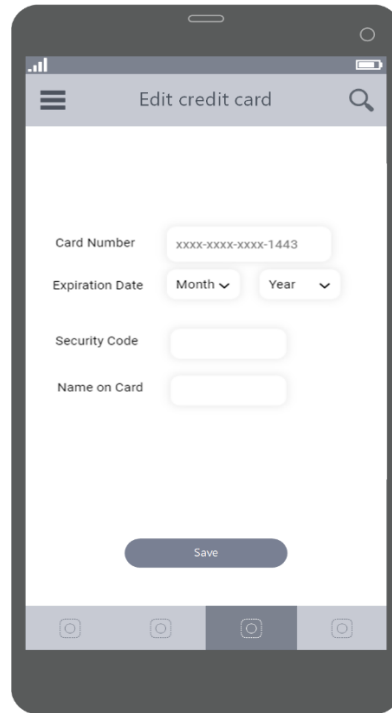 Edit credit card
Card Number xxxx-xxxx-xxxx-1443
Expiration Date Month Year
Security Code
Name on Card
Save